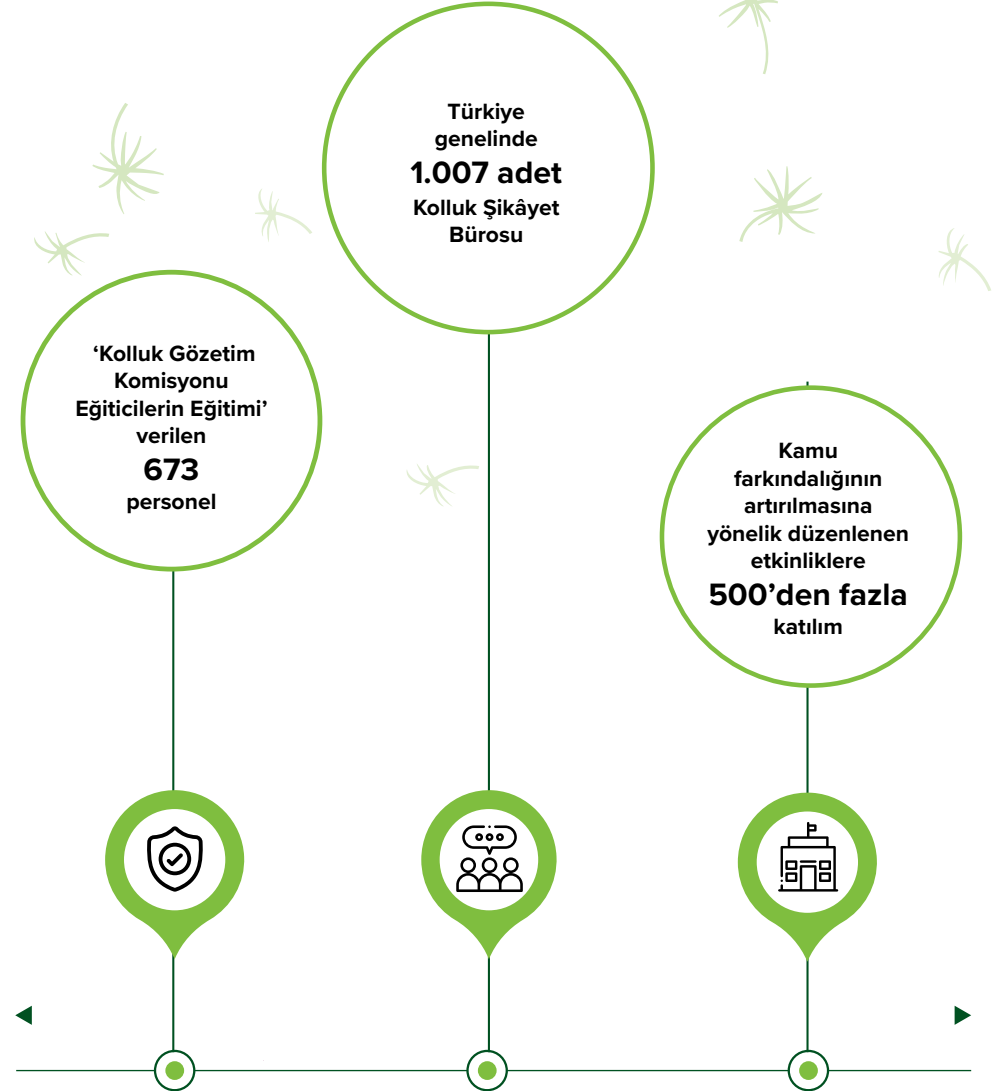 ‘Kolluk Gözetim
Komisyonu
Eğiticilerin Eğitimi’
verilen
673
personel
Türkiye
genelinde
1.007 adet
Kolluk Şikâyet
Bürosu
Kamu
farkındalığının
artırılmasına
yönelik düzenlenen
etkinliklere
500’den fazla
katılım